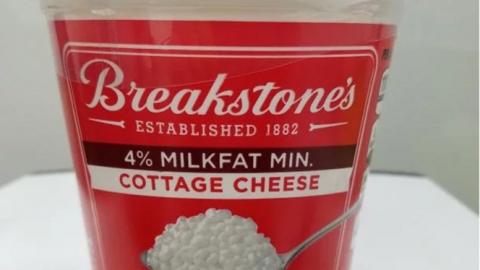 Breakstone's
ESTABLISHED 1882
4% MILKFAT MIN.
COTTAGE CHEESE